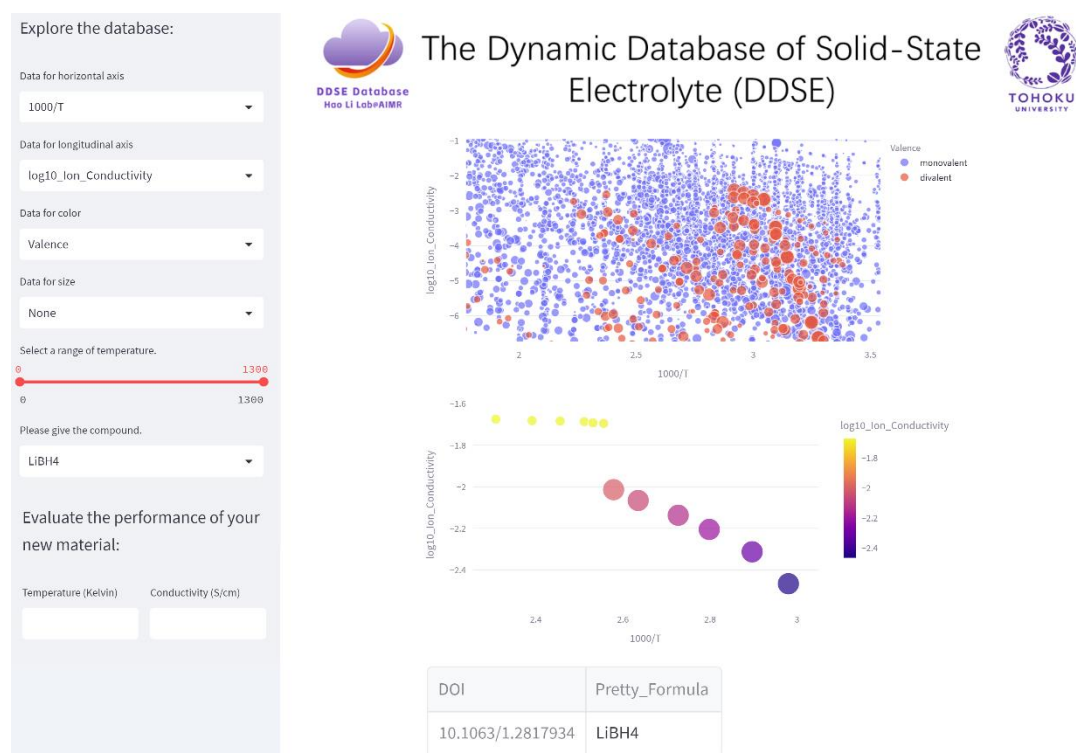 Explore the database:
Data for horizontal axis
1000/T
Data for longitudinal axis
log10_Ion_Conductivity
Data for color
Valence
Data for size
None
Select a range of temperature.
0 1300
0 1300
Please give the compound.
LiBH4
Evaluate the performance of your
new material:
Temperature (Kelvin) Conductivity (S/cm)
DDSE Database
Hao Li Lab@AIMR
The Dynamic Database of Solid-State
Electrolyte (DDSE)
TOHOKU
UNIVERSITY
−1
−2
−3
−4
−5
−6
log10_Ion_Conductivity
2 2.5 3 3.5
1000/T
Valence
monovalent
divalent
−1.6
−1.8
−2
−2.2
−2.4
log10_Ion_Conductivity
2.4 2.6 2.8 3
1000/T
log10_Ion_Conductivity
−1.8
−2
−2.2
−2.4
DOI Pretty_Formula
10.1063/1.2817934 LiBH4